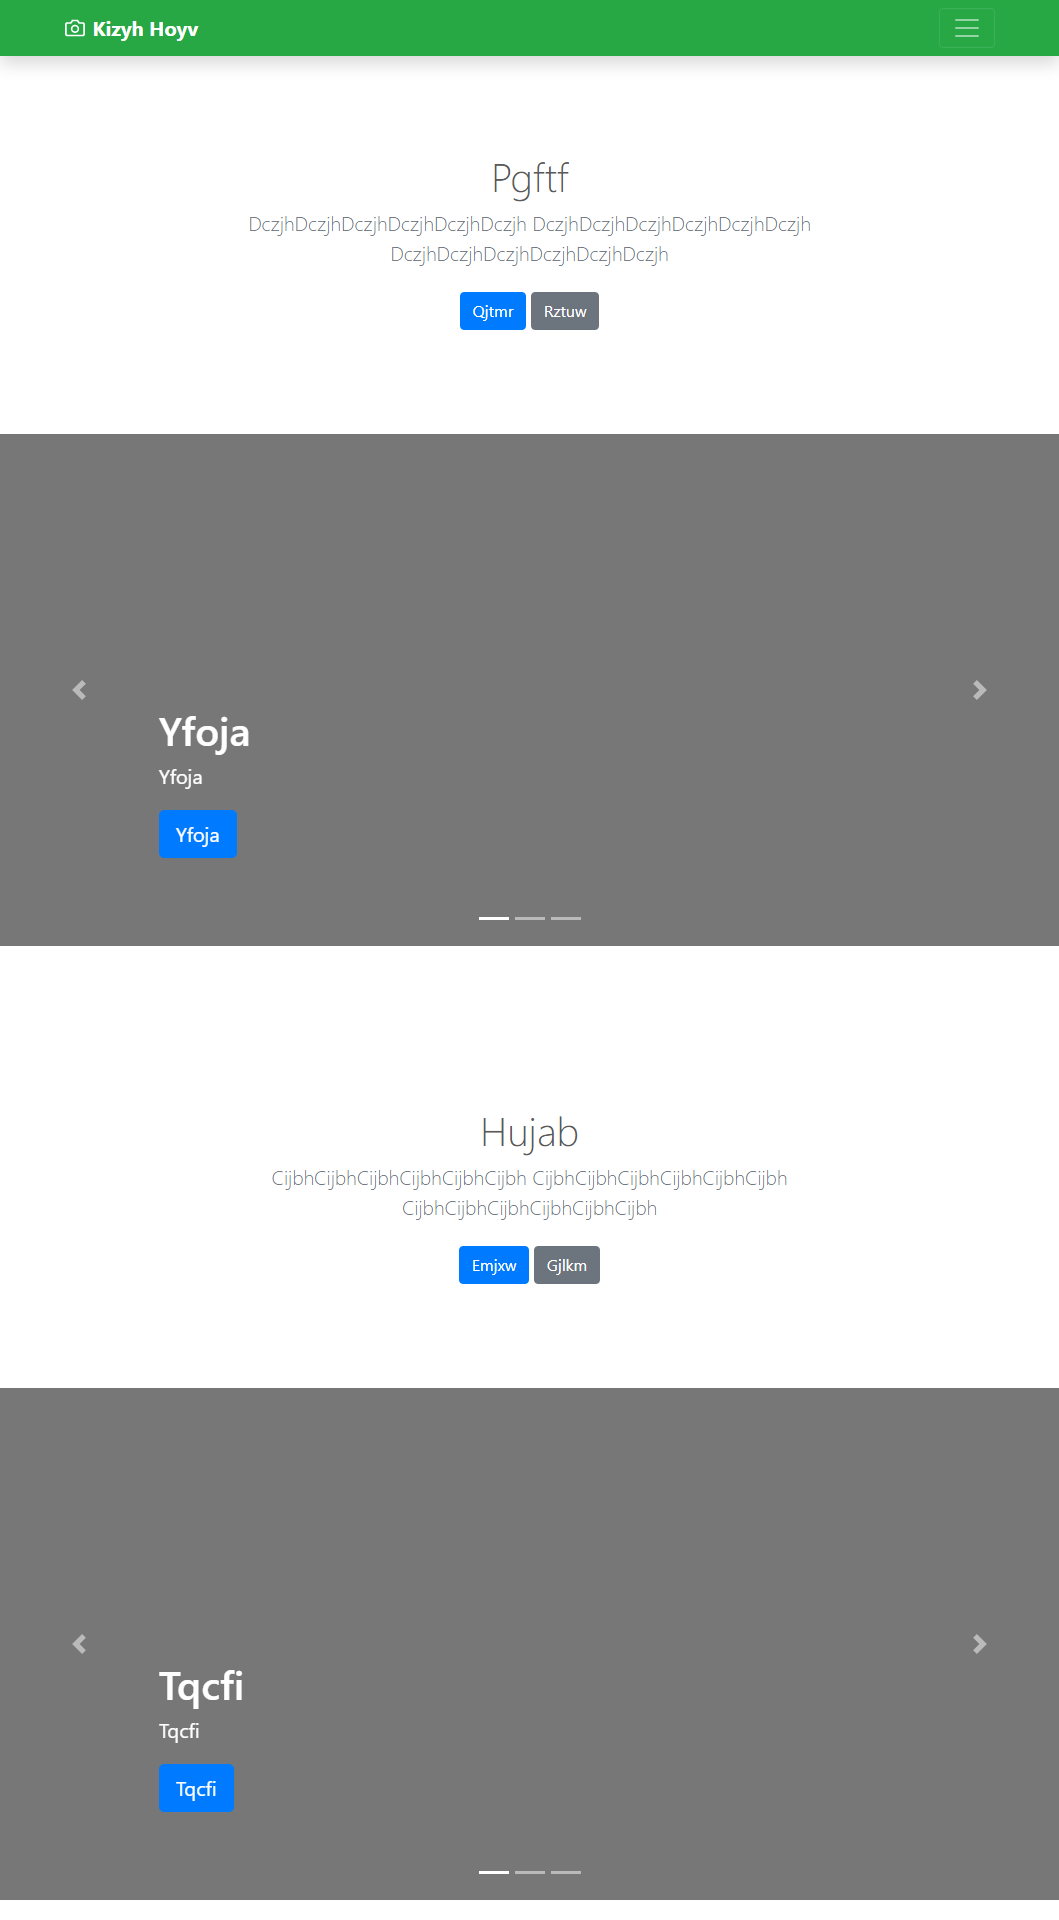 Kizyh Hoyv
Pgftf
DczjhDczjhDczjhDczjhDczjhDczjh DczjhDczjhDczjhDczjhDczjhDczjh
DczjhDczjhDczjhDczjhDczjhDczjh
Qjtmr Rztuw
Yfoja
Yfoja
Yfoja
Hujab
CijbhCijbhCijbhCijbhCijbhCijbh CijbhCijbhCijbhCijbhCijbhCijbh
CijbhCijbhCijbhCijbhCijbhCijbh
Emjxw Gjlkm
Tqcfi
Tqcfi
Tqcfi